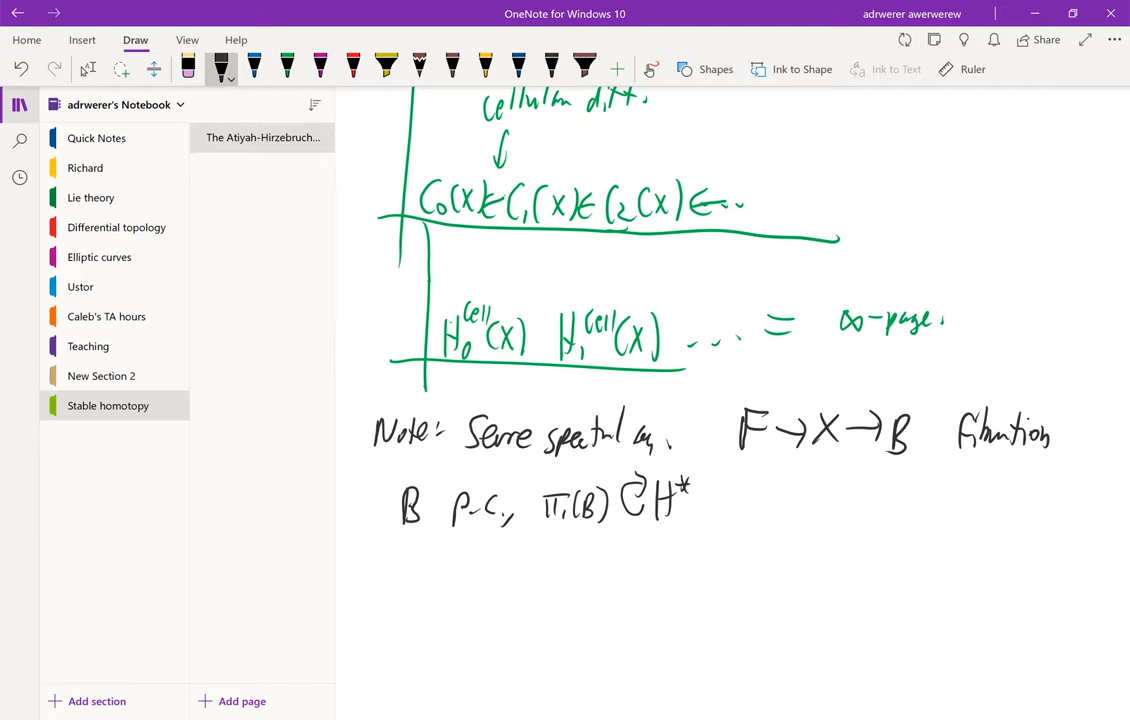 OneNote for Windows 10
adrwerer awerwerew
Home Insert Draw View Help
Share
Shapes
Ink to Shape
Ink to Text
Ruler
adrwerer's Notebook
Quick Notes
Richard
Lie theory
Differential topology
Elliptic curves
Ustor
Caleb's TA hours
Teaching
New Section 2
Stable homotopy
Add section
The Atiyah-Hirzebruch...
Add page
cellular diff.
↓
C₀(X) ← C₁(X) ← C₂(X) ← ...
H₀^cell(X) H₁^cell(X) ... = ∞-page.
Note: Serre spectral seq. F → X → B fibration
B p.c., π₁(B) ⟳ H*